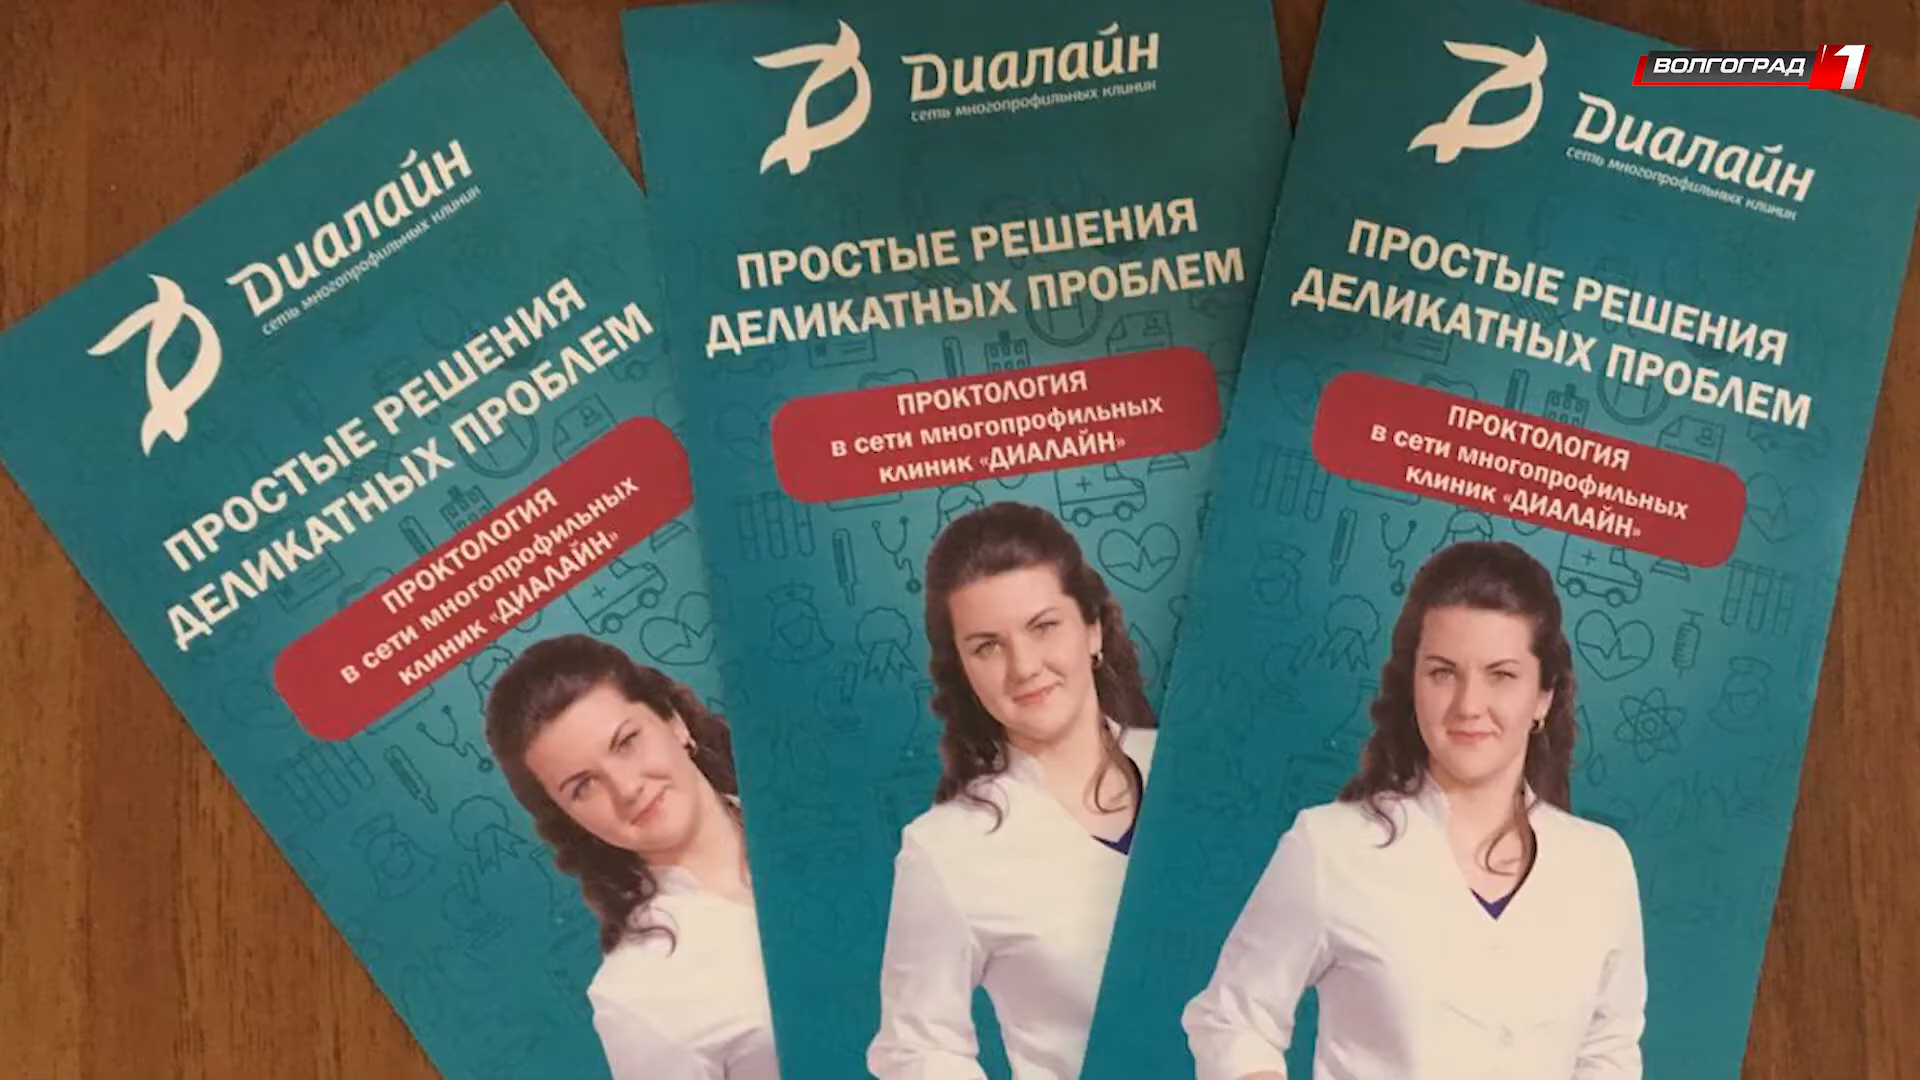 Диалайн
сеть многопрофильных клиник
ПРОСТЫЕ РЕШЕНИЯ
ДЕЛИКАТНЫХ ПРОБЛЕМ
ПРОКТОЛОГИЯ
в сети многопрофильных
клиник «ДИАЛАЙН»
Диалайн
сеть многопрофильных клиник
ПРОСТЫЕ РЕШЕНИЯ
ДЕЛИКАТНЫХ ПРОБЛЕМ
ПРОКТОЛОГИЯ
в сети многопрофильных
клиник «ДИАЛАЙН»
Диалайн
сеть многопрофильных клиник
ПРОСТЫЕ РЕШЕНИЯ
ДЕЛИКАТНЫХ ПРОБЛЕМ
ПРОКТОЛОГИЯ
в сети многопрофильных
клиник «ДИАЛАЙН»
ВОЛГОГРАД 1